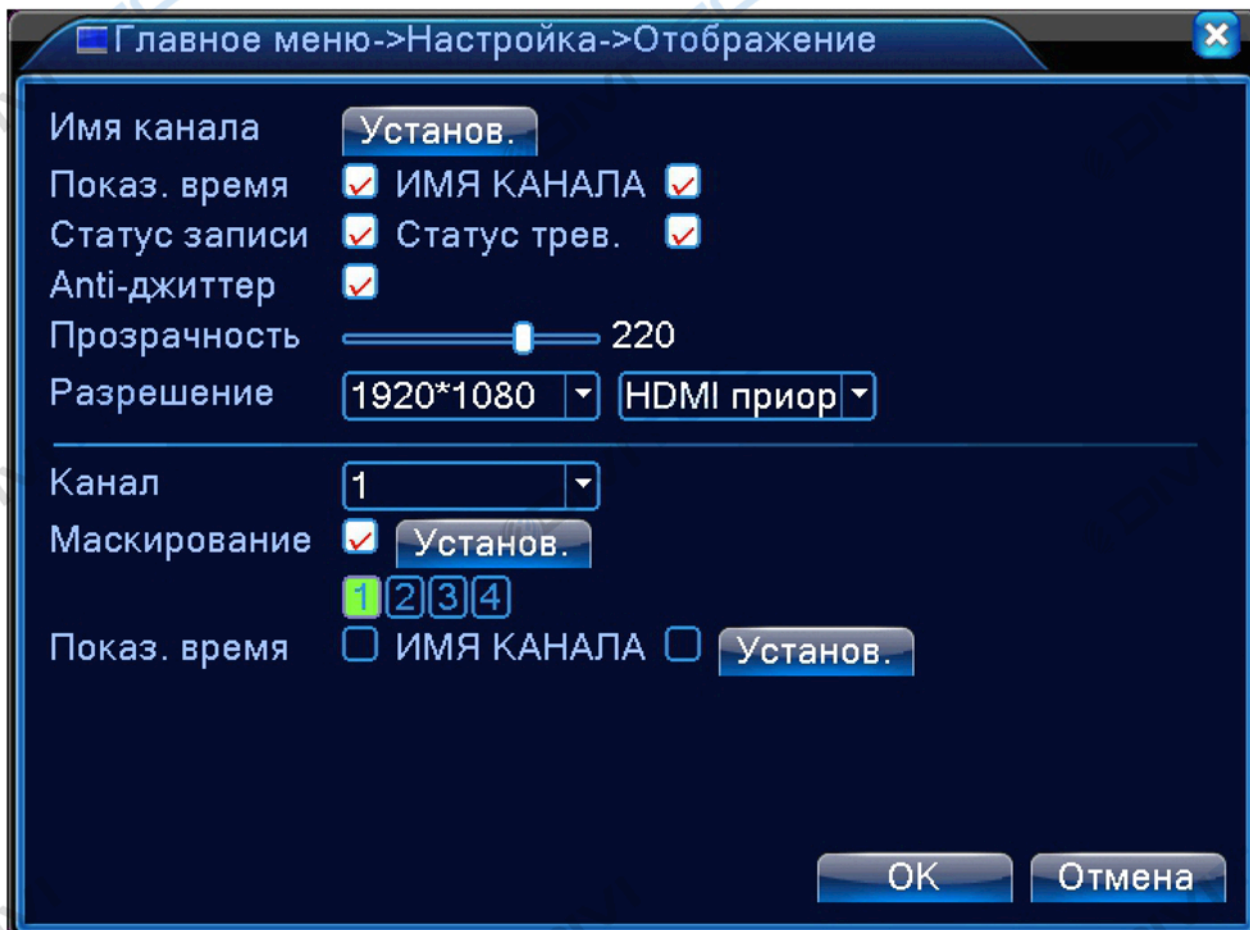 Главное меню->Настройка->Отображение
Имя канала Установ.
Показ. время ИМЯ КАНАЛА
Статус записи Статус трев.
Anti-джиттер
Прозрачность 220
Разрешение 1920*1080 HDMI приор
Канал 1
Маскирование Установ.
1 2 3 4
Показ. время ИМЯ КАНАЛА Установ.
OK Отмена
DIVI